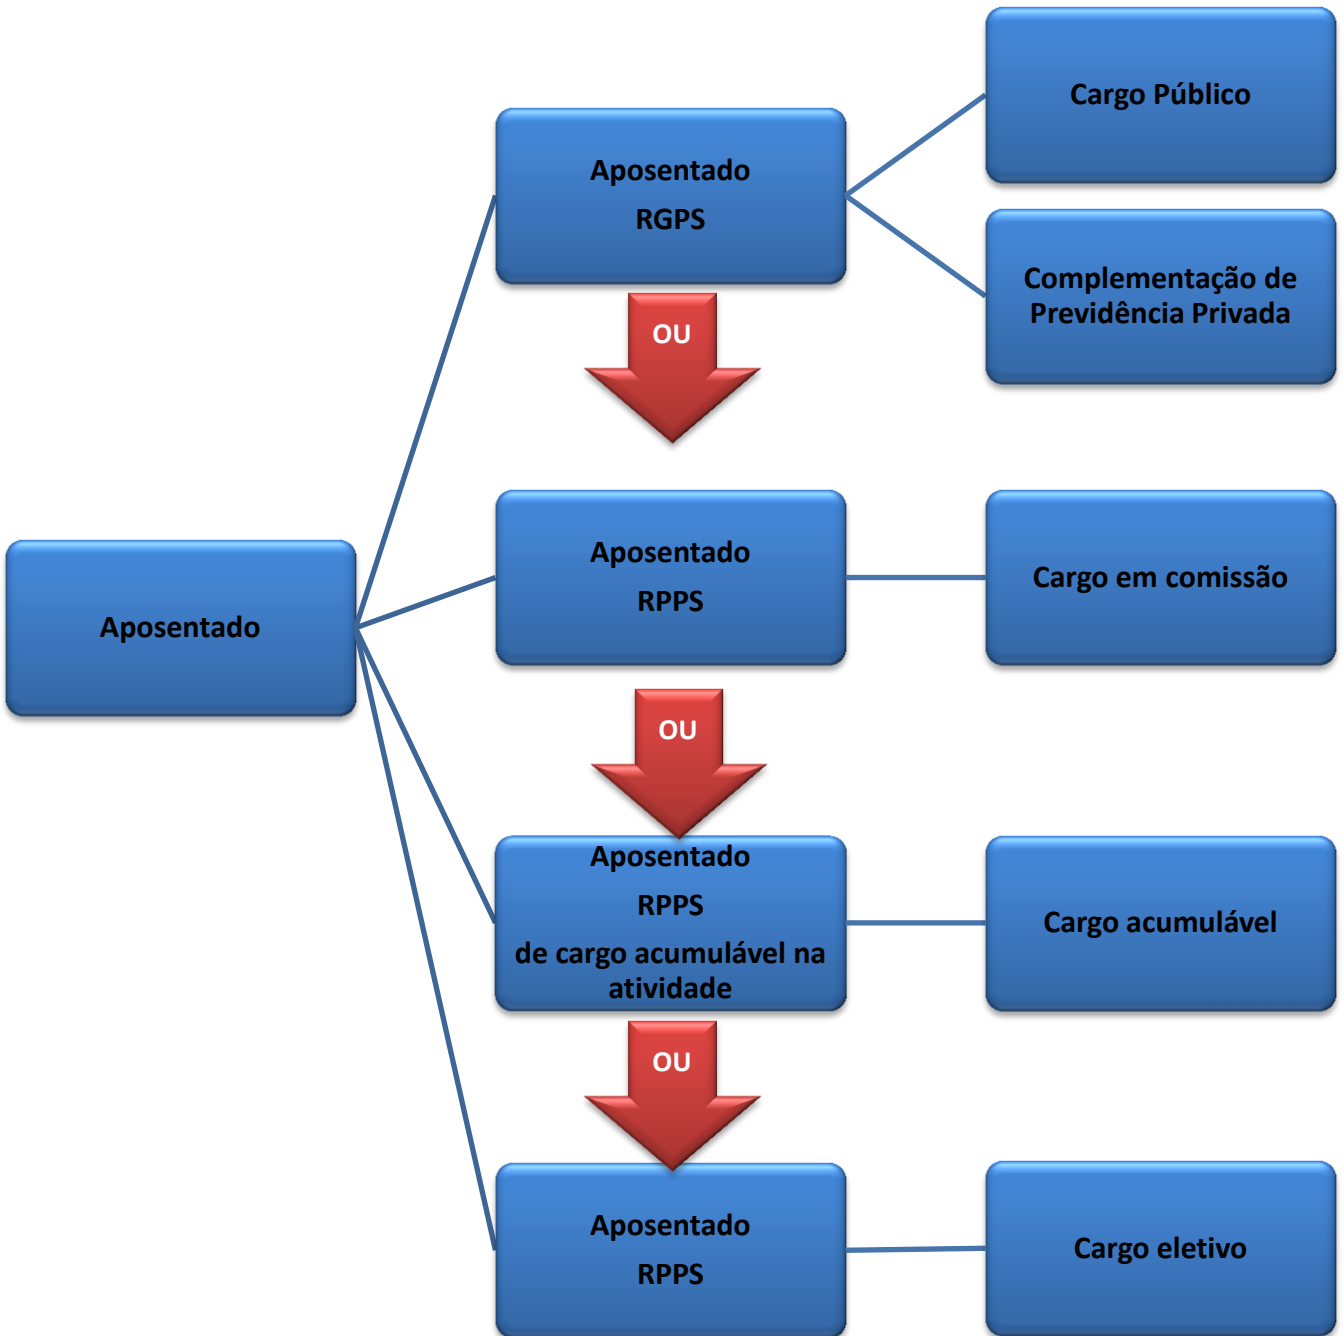 Aposentado
Aposentado
RGPS
Cargo Público
Complementação de
Previdência Privada
OU
Aposentado
RPPS
Cargo em comissão
OU
Aposentado
RPPS
de cargo acumulável na
atividade
Cargo acumulável
OU
Aposentado
RPPS
Cargo eletivo